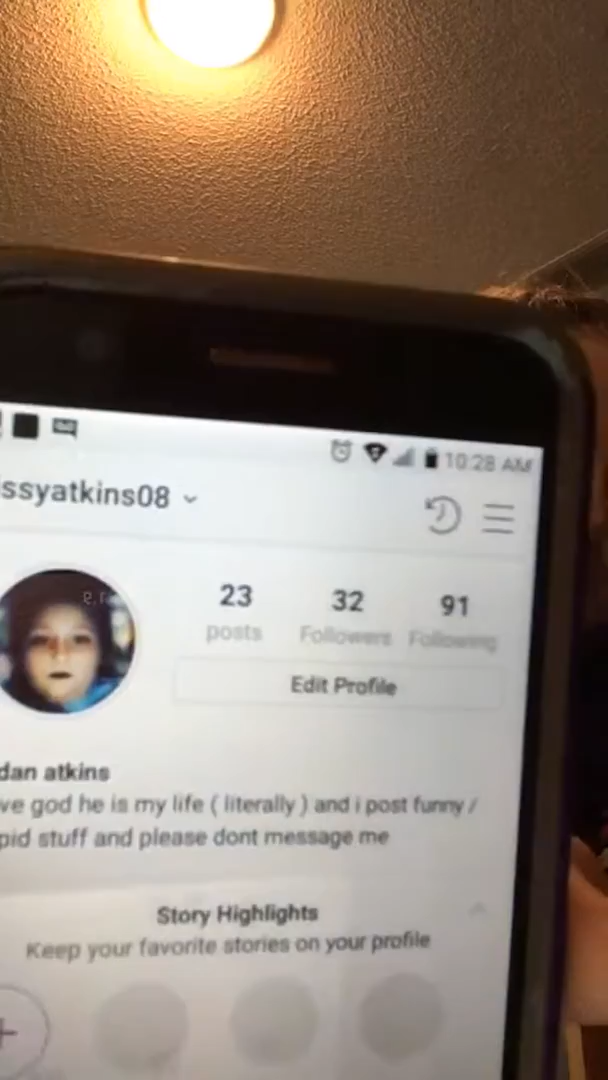 10:28 AM
ssyatkins08
23 32 91
posts Followers Following
Edit Profile
dan atkins
ve god he is my life ( literally ) and i post funny /
pid stuff and please dont message me
Story Highlights
Keep your favorite stories on your profile